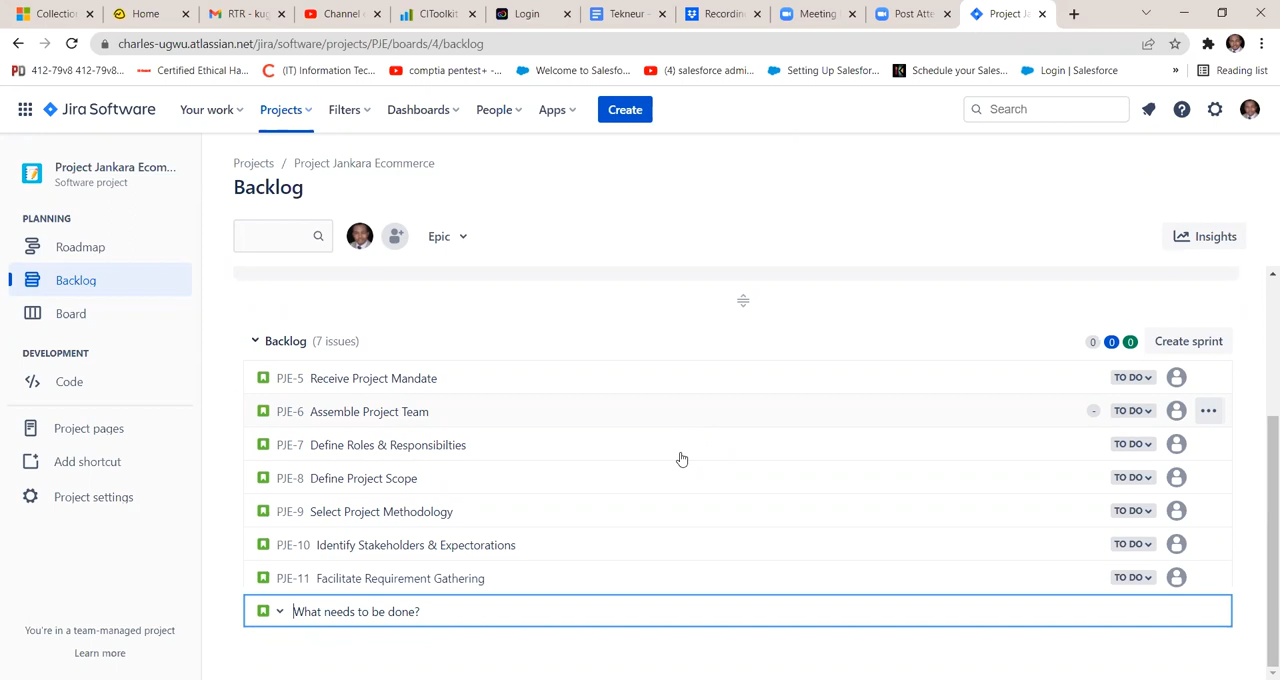 Collectio
Home
RTR - kug
Channel c
CIToolkit
Login
Tekneur -
Recordin
Meeting
Post Atte
Project Ja
charles-ugwu.atlassian.net/jira/software/projects/PJE/boards/4/backlog
PD 412-79v8 412-79v8...
Certified Ethical Ha...
(IT) Information Tec...
comptia pentest+ -...
Welcome to Salesfo...
(4) salesforce admi...
Setting Up Salesfor...
Schedule your Sales...
Login | Salesforce
»
Reading list
Jira Software
Your work
Projects
Filters
Dashboards
People
Apps
Create
Search
Project Jankara Ecom...
Software project
PLANNING
Roadmap
Backlog
Board
DEVELOPMENT
Code
Project pages
Add shortcut
Project settings
You're in a team-managed project
Learn more
Projects / Project Jankara Ecommerce
Backlog
Epic
Insights
Backlog (7 issues)
0 0 0
Create sprint
PJE-5 Receive Project Mandate TO DO
PJE-6 Assemble Project Team - TO DO
PJE-7 Define Roles & Responsibilties TO DO
PJE-8 Define Project Scope TO DO
PJE-9 Select Project Methodology TO DO
PJE-10 Identify Stakeholders & Expectorations TO DO
PJE-11 Facilitate Requirement Gathering TO DO
What needs to be done?